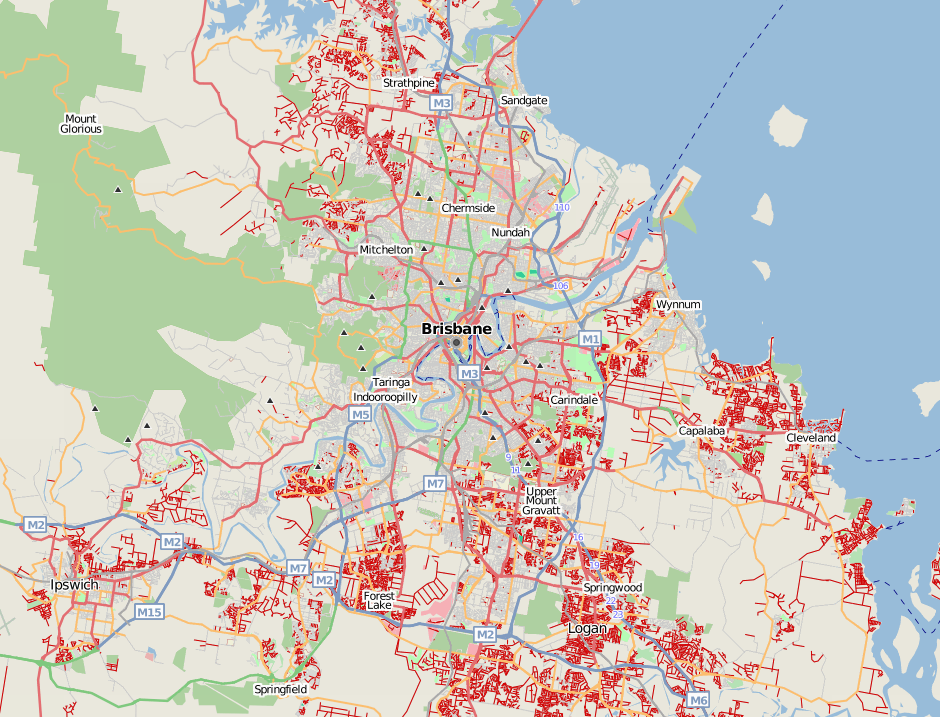 Strathpine
M3
Sandgate
Mount
Glorious
Chermside
110
Nundah
Mitchelton
106
Wynnum
Brisbane
M1
M3
Taringa
Indooroopilly
Carindale
M5
Capalaba
Cleveland
9
11
M7
Upper
Mount
Gravatt
M2
16
M2
19
M7
M2
Ipswich
Springwood
Forest
Lake
22
M15
23
Logan
M2
Springfield
M6